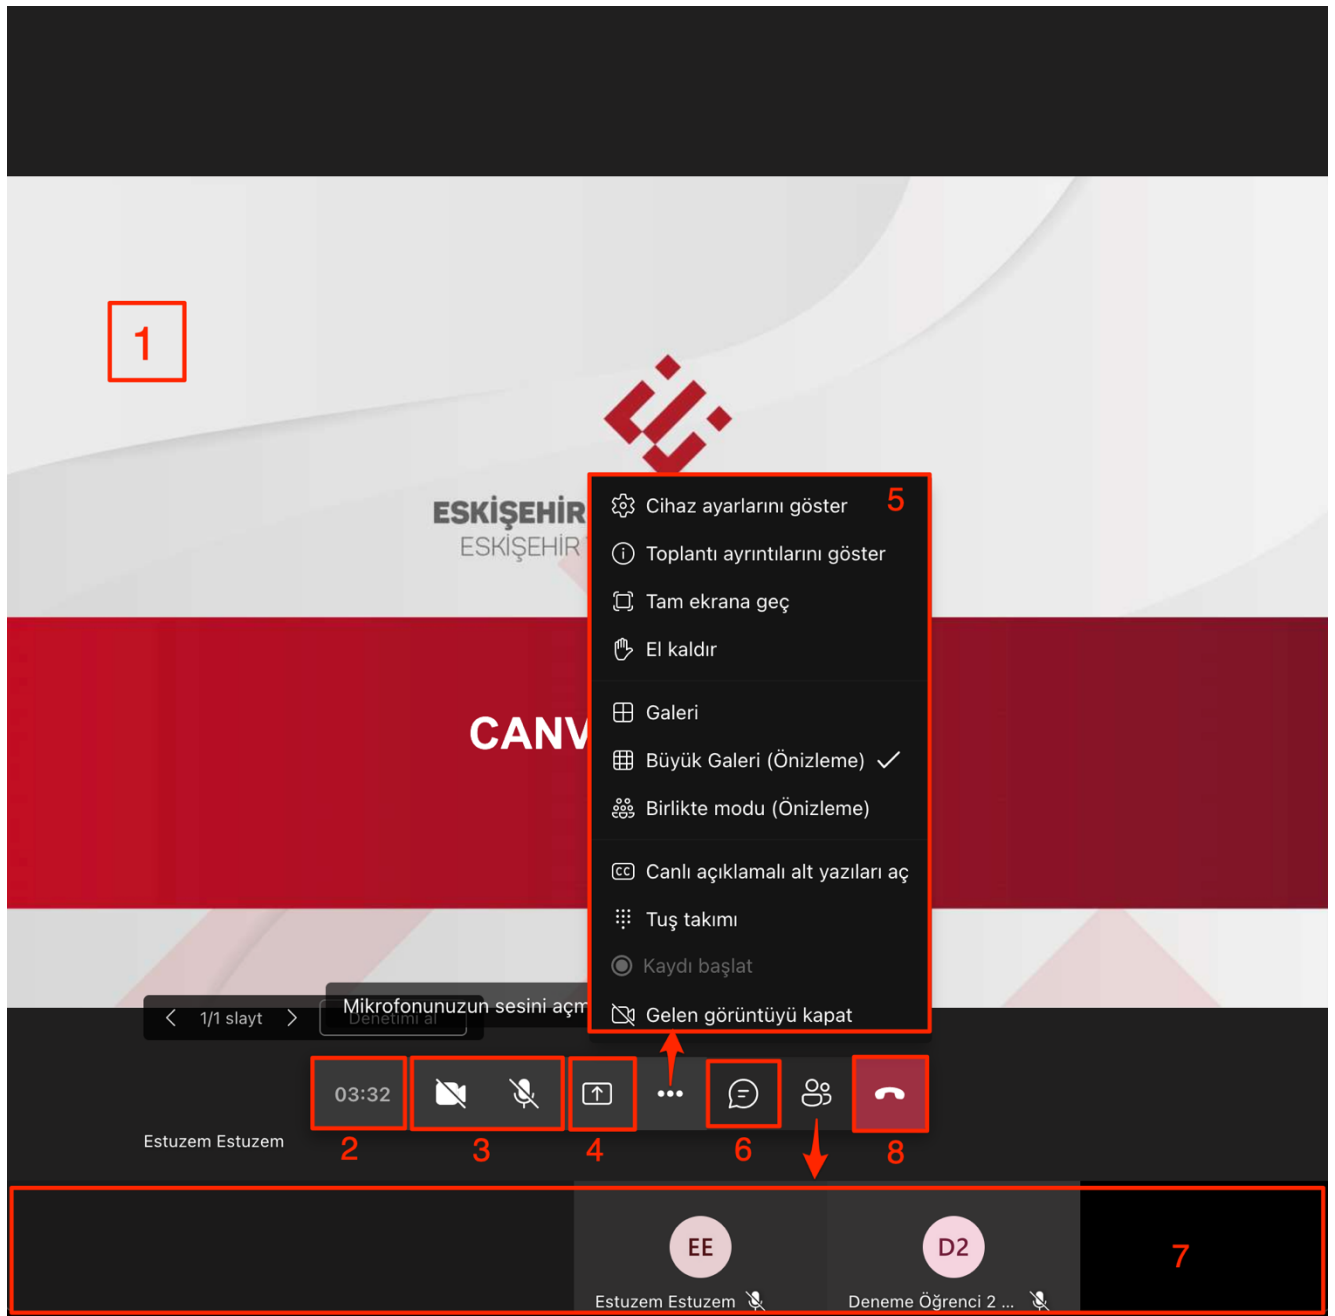 1
ESKİŞEHİR
ESKİŞEHİR
CANV
5
Cihaz ayarlarını göster
Toplantı ayrıntılarını göster
Tam ekrana geç
El kaldır
Galeri
Büyük Galeri (Önizleme)
Birlikte modu (Önizleme)
CC Canlı açıklamalı alt yazıları aç
Tuş takımı
Kaydı başlat
Gelen görüntüyü kapat
Mikrofonunuzun sesini açm
1/1 slayt
Denetimi al
03:32
2
3
4
6
8
Estuzem Estuzem
EE
D2
7
Estuzem Estuzem
Deneme Öğrenci 2 ...